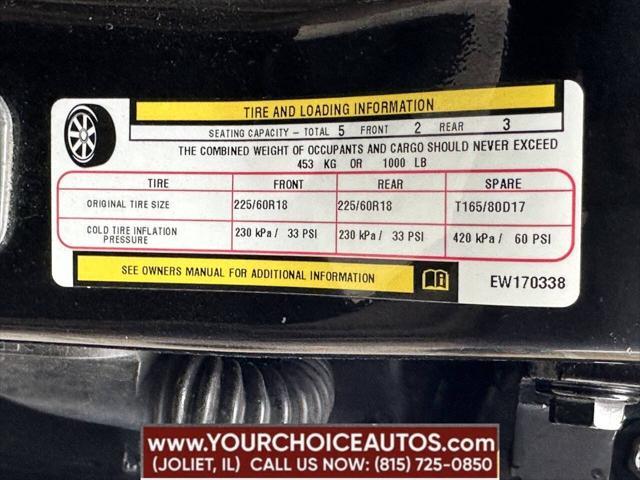 TIRE AND LOADING INFORMATION
SEATING CAPACITY - TOTAL 5 FRONT 2 REAR 3
THE COMBINED WEIGHT OF OCCUPANTS AND CARGO SHOULD NEVER EXCEED
453 KG OR 1000 LB
TIRE FRONT REAR SPARE
ORIGINAL TIRE SIZE 225/60R18 225/60R18 T165/80D17
COLD TIRE INFLATION PRESSURE 230 kPa / 33 PSI 230 kPa / 33 PSI 420 kPa / 60 PSI
SEE OWNERS MANUAL FOR ADDITIONAL INFORMATION
EW170338
WWW.YOURCHOICEAUTOS.COM
(JOLIET, IL) CALL US NOW: (815) 725-0850